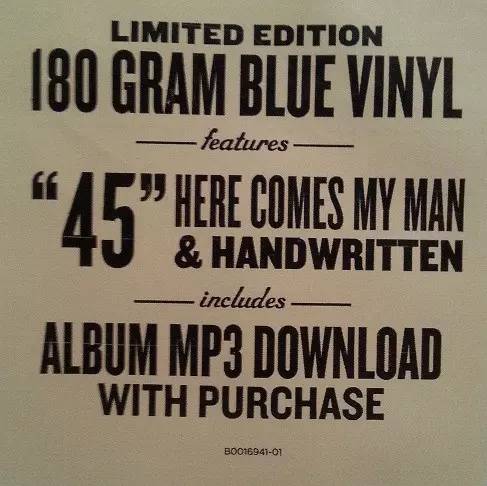 LIMITED EDITION
180 GRAM BLUE VINYL
features
“45” HERE COMES MY MAN
& HANDWRITTEN
includes
ALBUM MP3 DOWNLOAD
WITH PURCHASE
B0016941-01